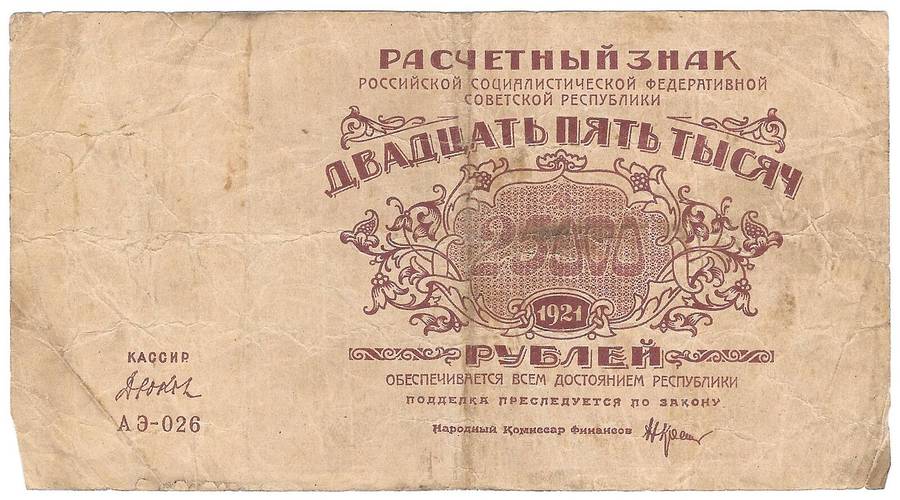 РАСЧЕТНЫЙ ЗНАК
РОССИЙСКОЙ СОЦИАЛИСТИЧЕСКОЙ ФЕДЕРАТИВНОЙ
СОВЕТСКОЙ РЕСПУБЛИКИ
ДВАДЦАТЬ ПЯТЬ ТЫСЯЧ
25000
1921
РУБЛЕЙ
ОБЕСПЕЧИВАЕТСЯ ВСЕМ ДОСТОЯНИЕМ РЕСПУБЛИКИ
ПОДДЕЛКА ПРЕСЛЕДУЕТСЯ ПО ЗАКОНУ
Народный Комиссар Финансов
КАССИР
АЭ-026